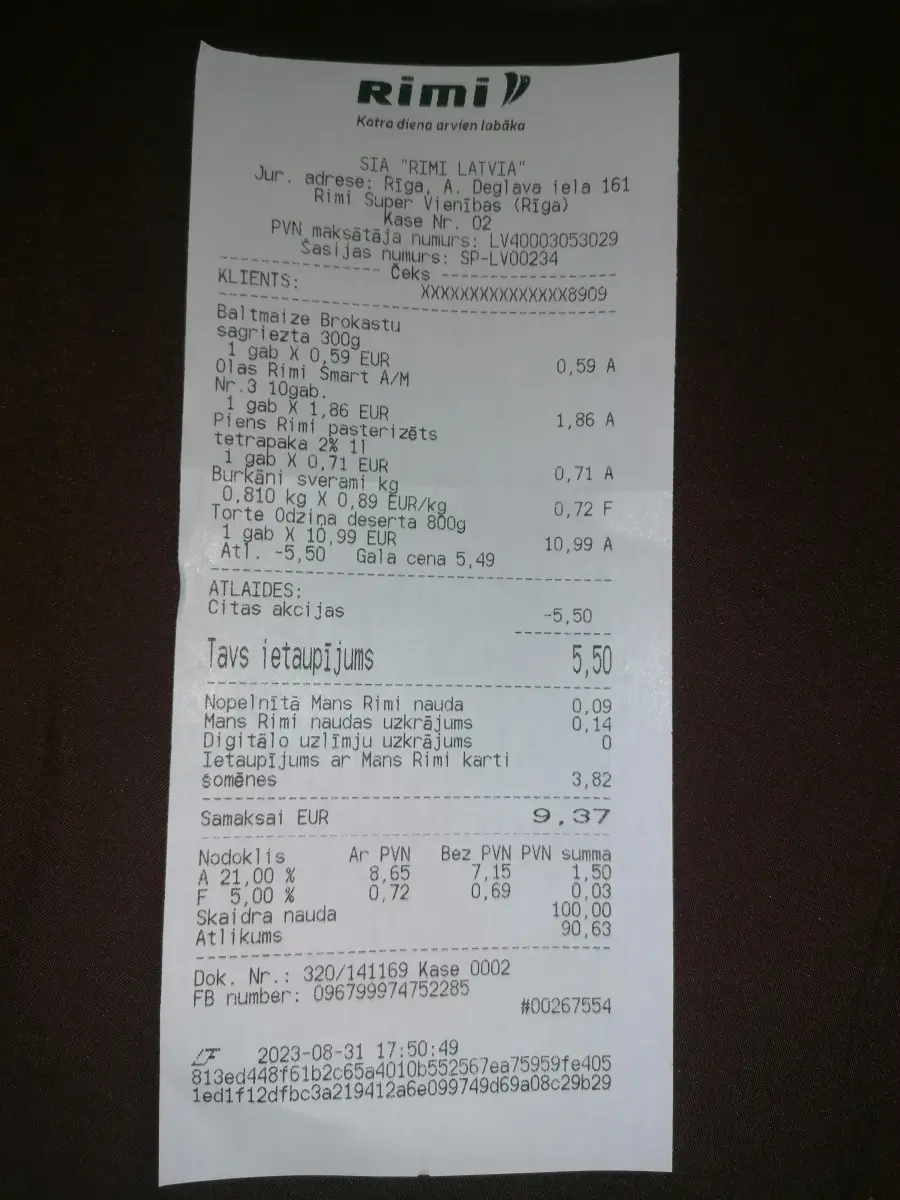 Rimi
Katra diena arvien labāka
SIA "RIMI LATVIA"
Jur. adrese: Rīga, A. Deglava iela 161
Rimi Super Vienības (Rīga)
Kase Nr. 02
PVN maksātāja numurs: LV40003053029
Šasijas numurs: SP-LV00234
Čeks
KLIENTS: XXXXXXXXXXXXXXX8909
Baltmaize Brokastu
sagriezta 300g
1 gab X 0,59 EUR 0,59 A
Olas Rimi Smart A/M
Nr.3 10gab.
1 gab X 1,86 EUR 1,86 A
Piens Rimi pasterizēts
tetrapaka 2% 1l
1 gab X 0,71 EUR 0,71 A
Burkāni sverami kg
0,810 kg X 0,89 EUR/kg 0,72 F
Torte Odziņa deserta 800g
1 gab X 10,99 EUR 10,99 A
Atl. -5,50 Gala cena 5,49
ATLAIDES:
Citas akcijas -5,50
Tavs ietaupījums 5,50
Nopelnītā Mans Rimi nauda 0,09
Mans Rimi naudas uzkrājums 0,14
Digitālo uzlīmju uzkrājums 0
Ietaupījums ar Mans Rimi karti
šomēnes 3,82
Samaksai EUR 9,37
Nodoklis Ar PVN Bez PVN PVN summa
A 21,00 % 8,65 7,15 1,50
F 5,00 % 0,72 0,69 0,03
Skaidra nauda 100,00
Atlikums 90,63
Dok. Nr.: 320/141169 Kase 0002
FB number: 096799974752285
#00267554
LF 2023-08-31 17:50:49
813ed448f61b2c65a4010b552567ea75959fe405
1ed1f12dfbc3a219412a6e099749d69a08c29b29